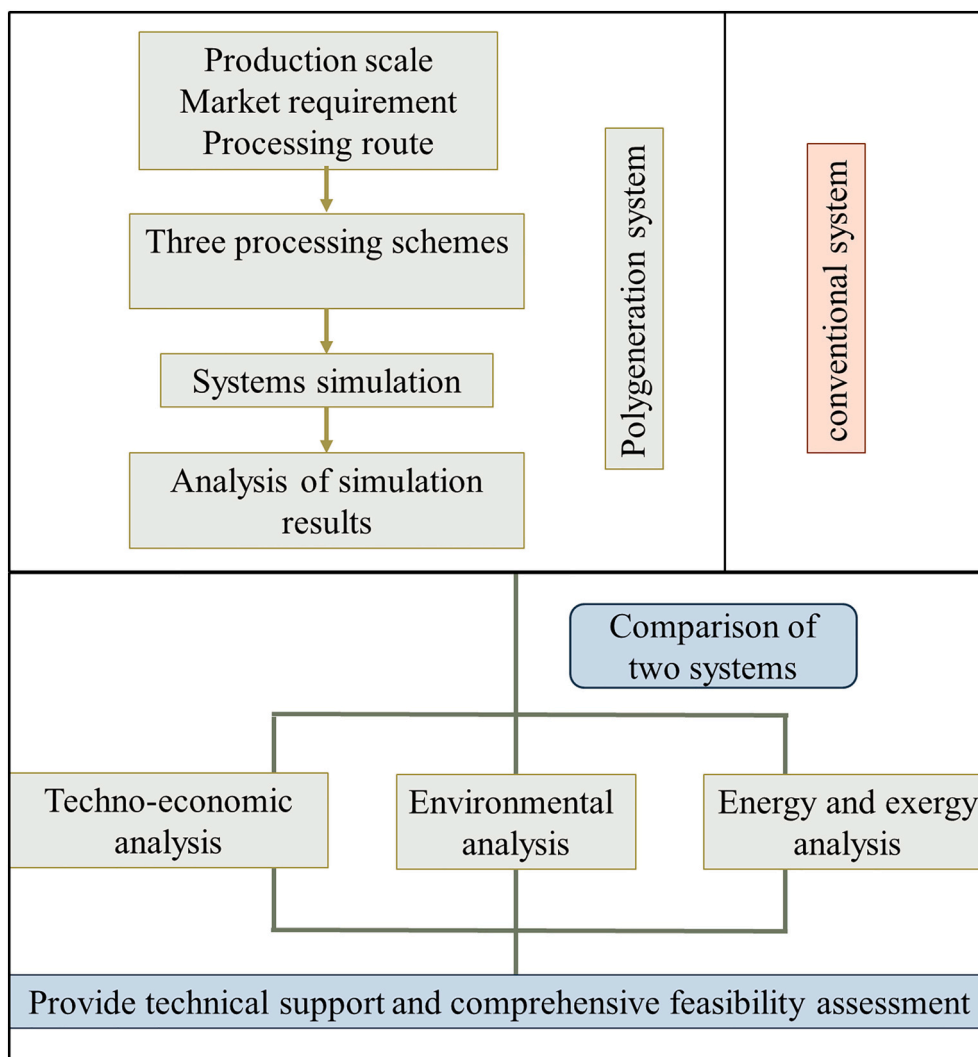 Production scale
Market requirement
Processing route
Three processing schemes
Systems simulation
Analysis of simulation
results
Polygeneration system
conventional system
Comparison of
two systems
Techno-economic
analysis
Environmental
analysis
Energy and exergy
analysis
Provide technical support and comprehensive feasibility assessment